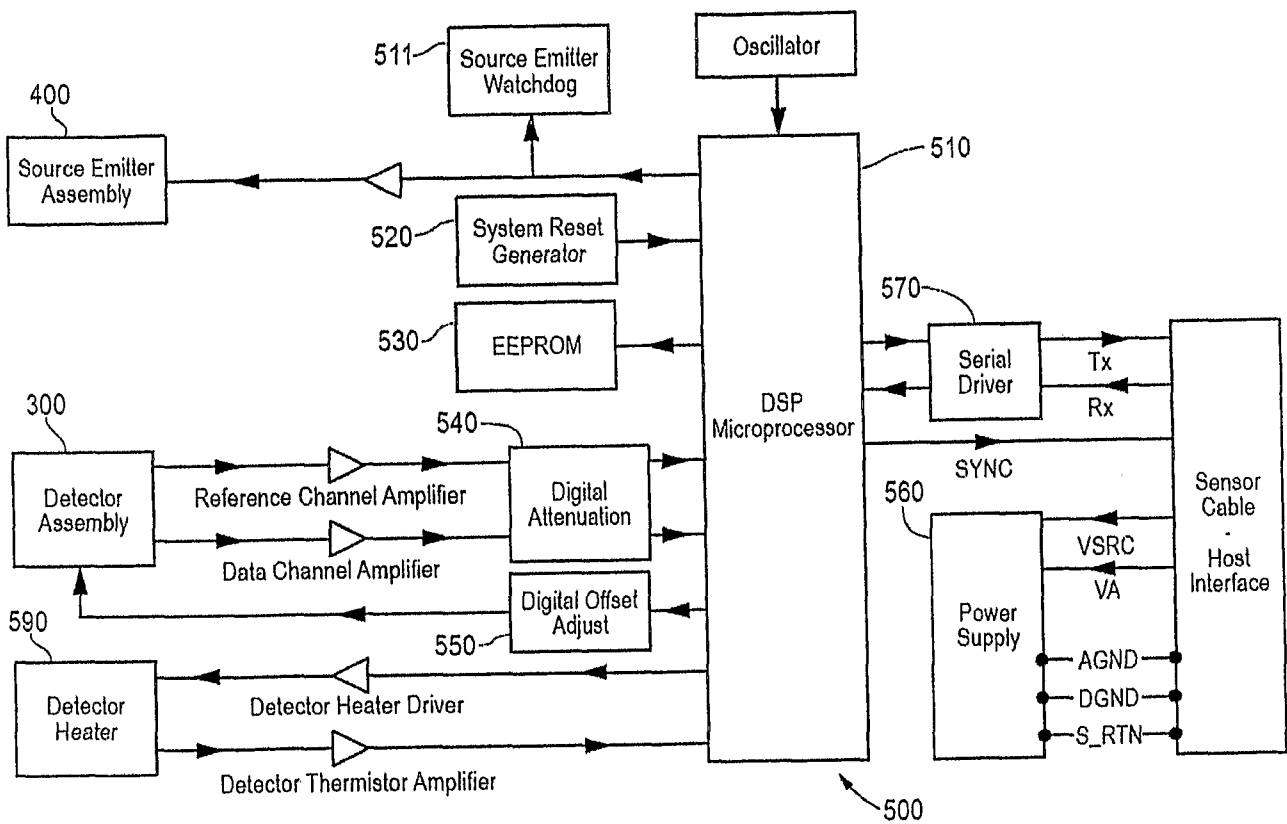 511
Source Emitter
Watchdog
Oscillator
400
Source Emitter
Assembly
510
520
System Reset
Generator
530
EEPROM
570
Serial
Driver
Tx
Rx
DSP
Microprocessor
SYNC
300
Detector
Assembly
Reference Channel Amplifier
Data Channel Amplifier
540
Digital
Attenuation
Digital Offset
Adjust
550
560
Power
Supply
VSRC
VA
AGND
DGND
S_RTN
Sensor
Cable
-
Host
Interface
590
Detector
Heater
Detector Heater Driver
Detector Thermistor Amplifier
500